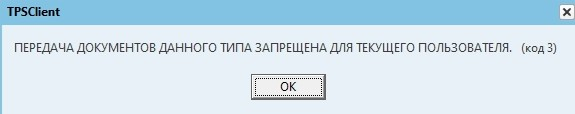 TPSClient
ПЕРЕДАЧА ДОКУМЕНТОВ ДАННОГО ТИПА ЗАПРЕЩЕНА ДЛЯ ТЕКУЩЕГО ПОЛЬЗОВАТЕЛЯ. (код 3)
OK